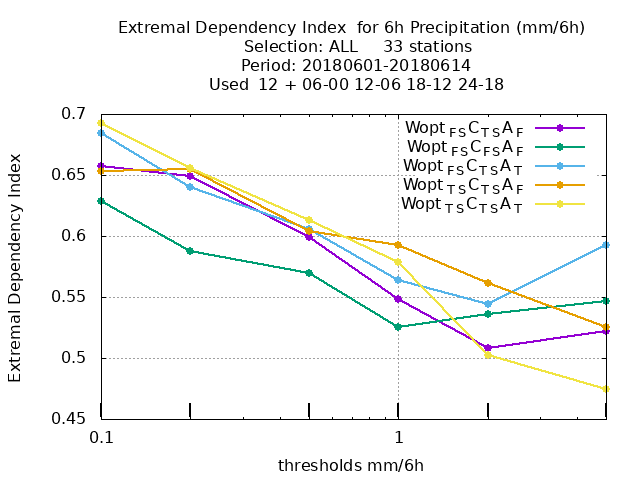 Extremal Dependency Index  for 6h Precipitation (mm/6h)
Selection: ALL     33 stations
Period: 20180601-20180614
Used  12 + 06-00 12-06 18-12 24-18
Extremal Dependency Index
0.7
0.65
0.6
0.55
0.5
0.45
Wopt FS C TS A F
Wopt FS C FS A F
Wopt FS C TS A T
Wopt TS C TS A F
Wopt TS C TS A T
0.1
1
thresholds mm/6h